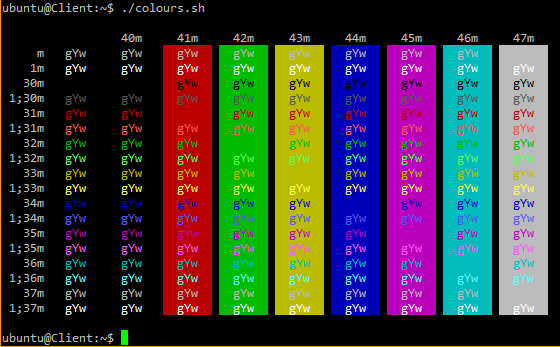 ubuntu@Client:~$ ./colours.sh
40m 41m 42m 43m 44m 45m 46m 47m
m gYw gYw gYw gYw gYw gYw gYw gYw
1m gYw gYw gYw gYw gYw gYw gYw gYw gYw
30m gYw gYw gYw gYw gYw gYw gYw
1;30m gYw gYw gYw gYw gYw gYw gYw gYw gYw
31m gYw gYw gYw gYw gYw gYw gYw gYw
1;31m gYw gYw gYw gYw gYw gYw gYw gYw gYw
32m gYw gYw gYw gYw gYw gYw gYw gYw
1;32m gYw gYw gYw gYw gYw gYw gYw gYw gYw
33m gYw gYw gYw gYw gYw gYw gYw gYw
1;33m gYw gYw gYw gYw gYw gYw gYw gYw gYw
34m gYw gYw gYw gYw gYw gYw gYw gYw
1;34m gYw gYw gYw gYw gYw gYw gYw gYw gYw
35m gYw gYw gYw gYw gYw gYw gYw gYw
1;35m gYw gYw gYw gYw gYw gYw gYw gYw gYw
36m gYw gYw gYw gYw gYw gYw gYw gYw
1;36m gYw gYw gYw gYw gYw gYw gYw gYw gYw
37m gYw gYw gYw gYw gYw gYw gYw gYw
1;37m gYw gYw gYw gYw gYw gYw gYw gYw gYw
ubuntu@Client:~$